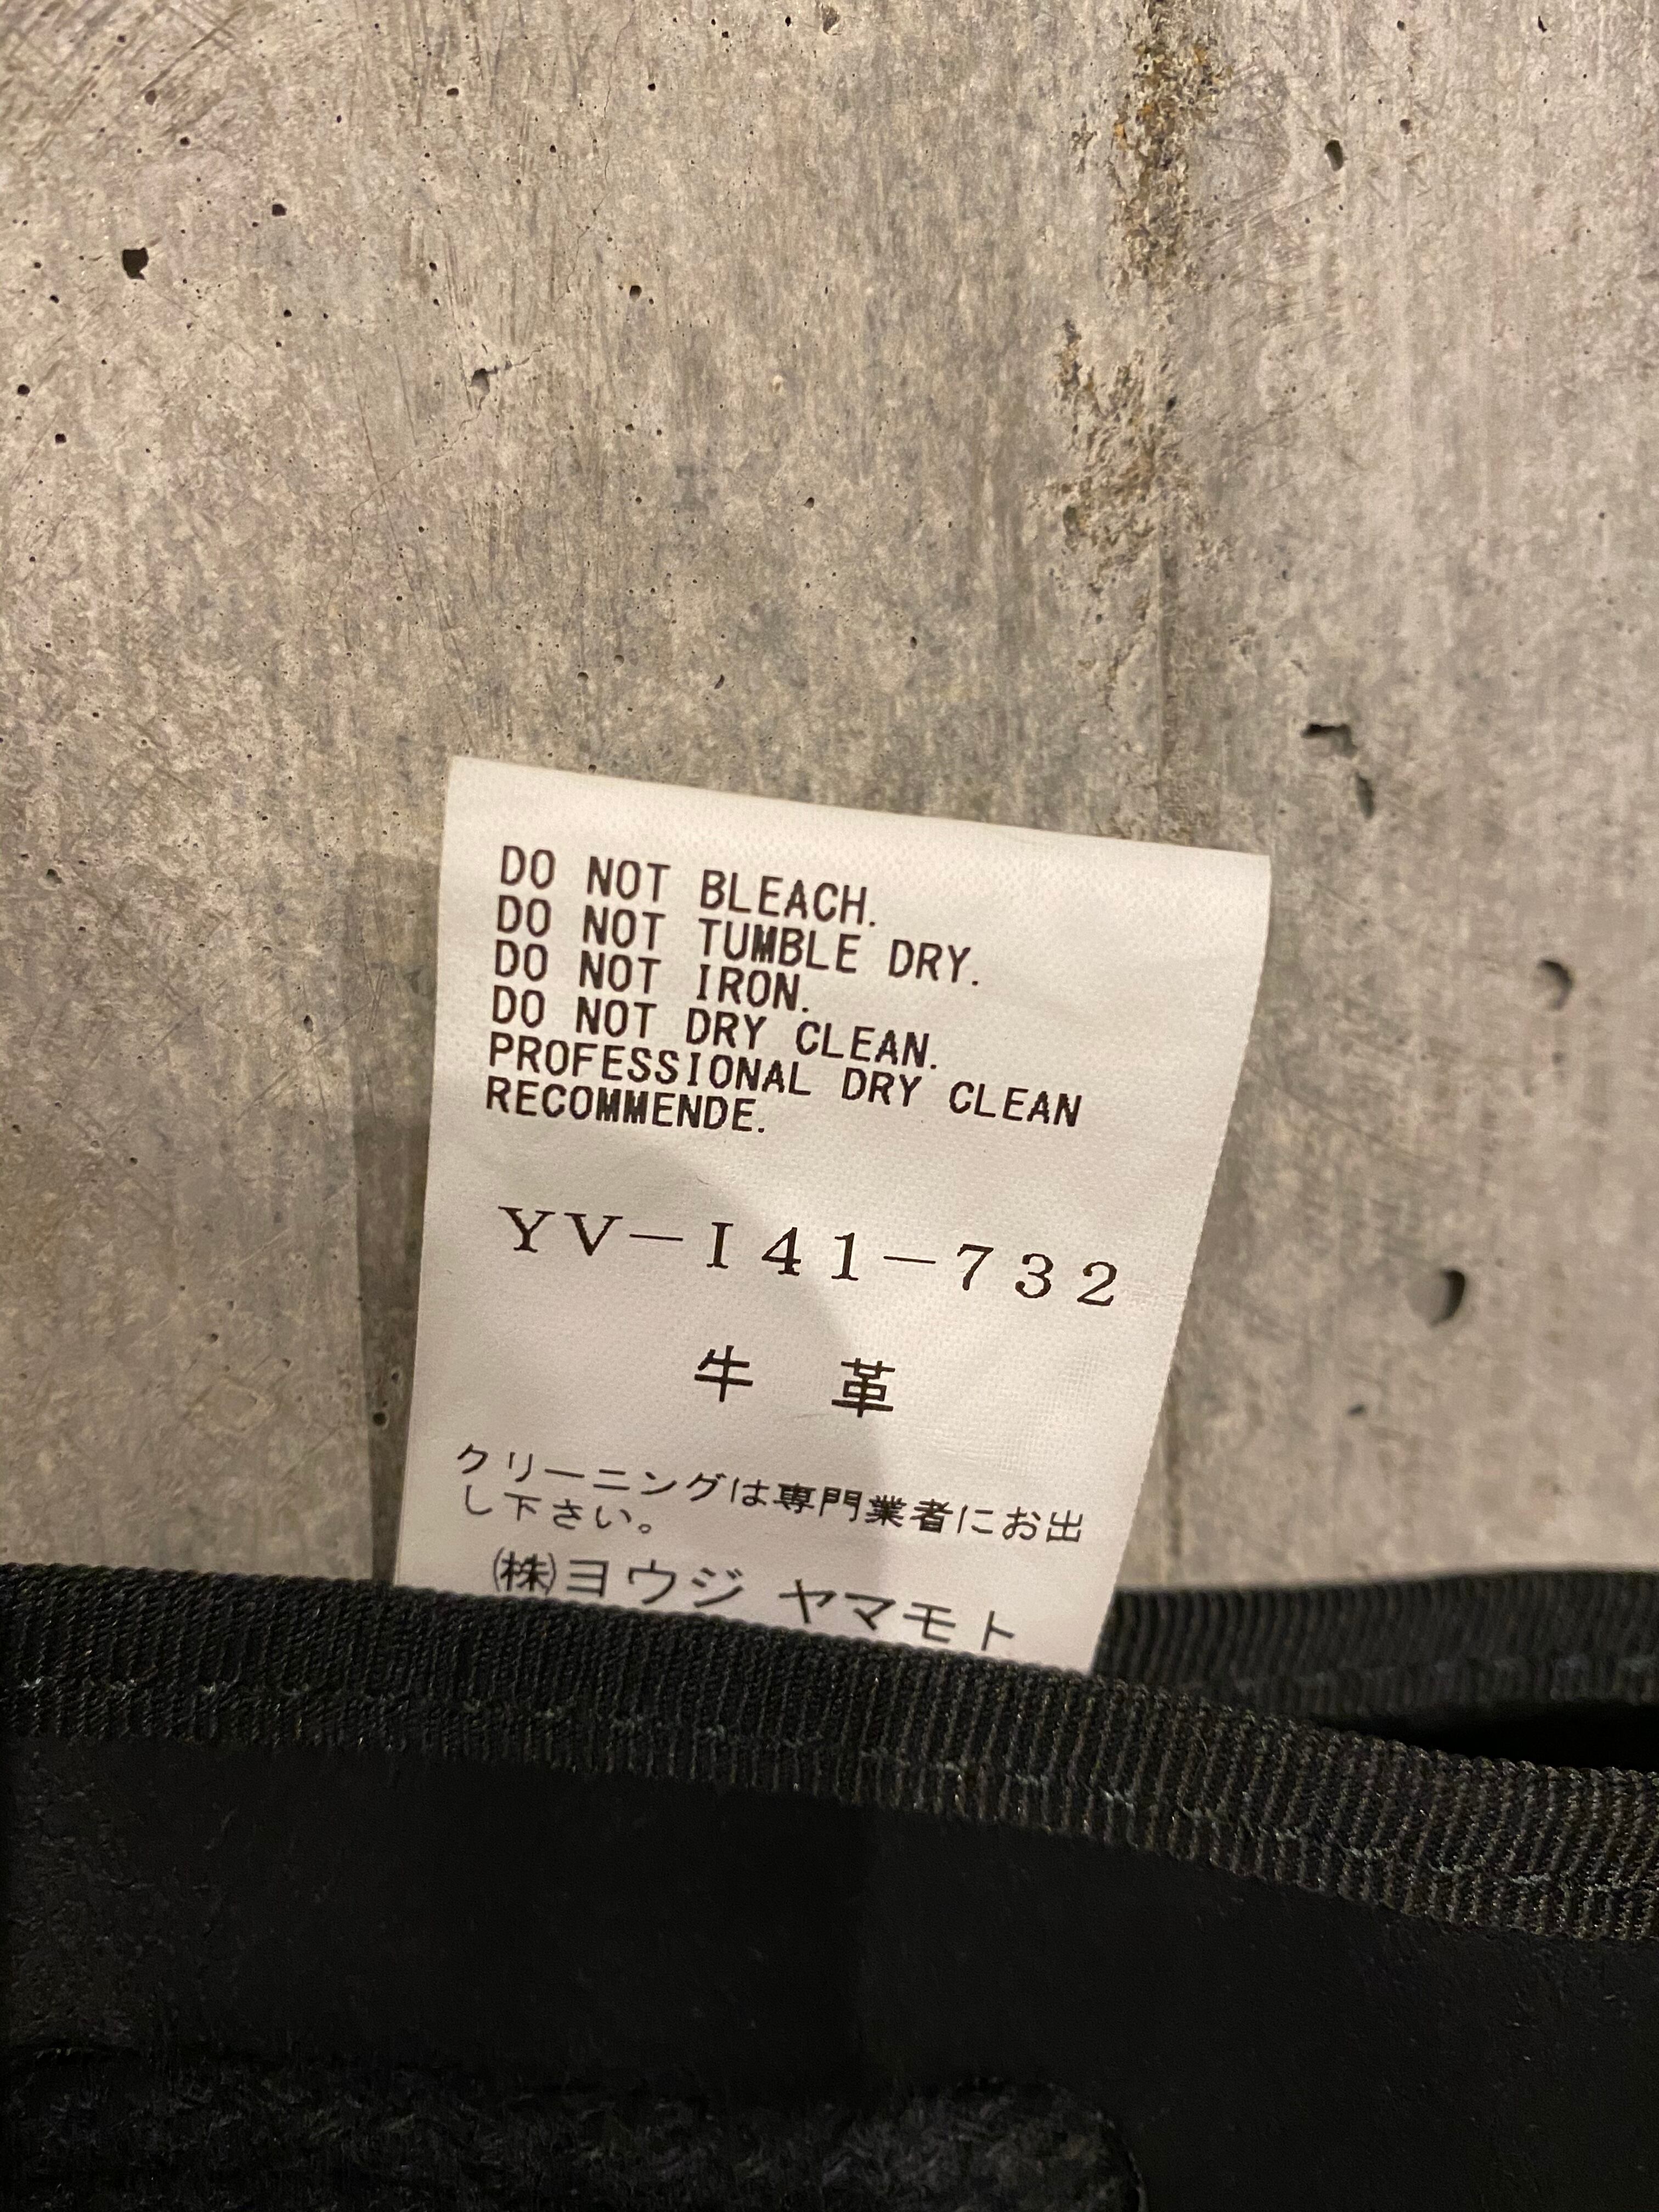 DO NOT BLEACH.
DO NOT TUMBLE DRY.
DO NOT IRON.
DO NOT DRY CLEAN.
PROFESSIONAL DRY CLEAN
RECOMMENDE.
YV-I41-732
牛 革
クリーニングは専門業者にお出
し下さい。
㈱ヨウジ ヤマモト